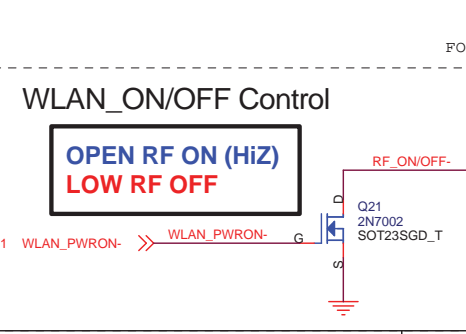 FO
WLAN_ON/OFF Control
OPEN RF ON (HiZ)
LOW RF OFF
RF_ON/OFF-
D
Q21
2N7002
SOT23SGD_T
1 WLAN_PWRON- WLAN_PWRON- G
S